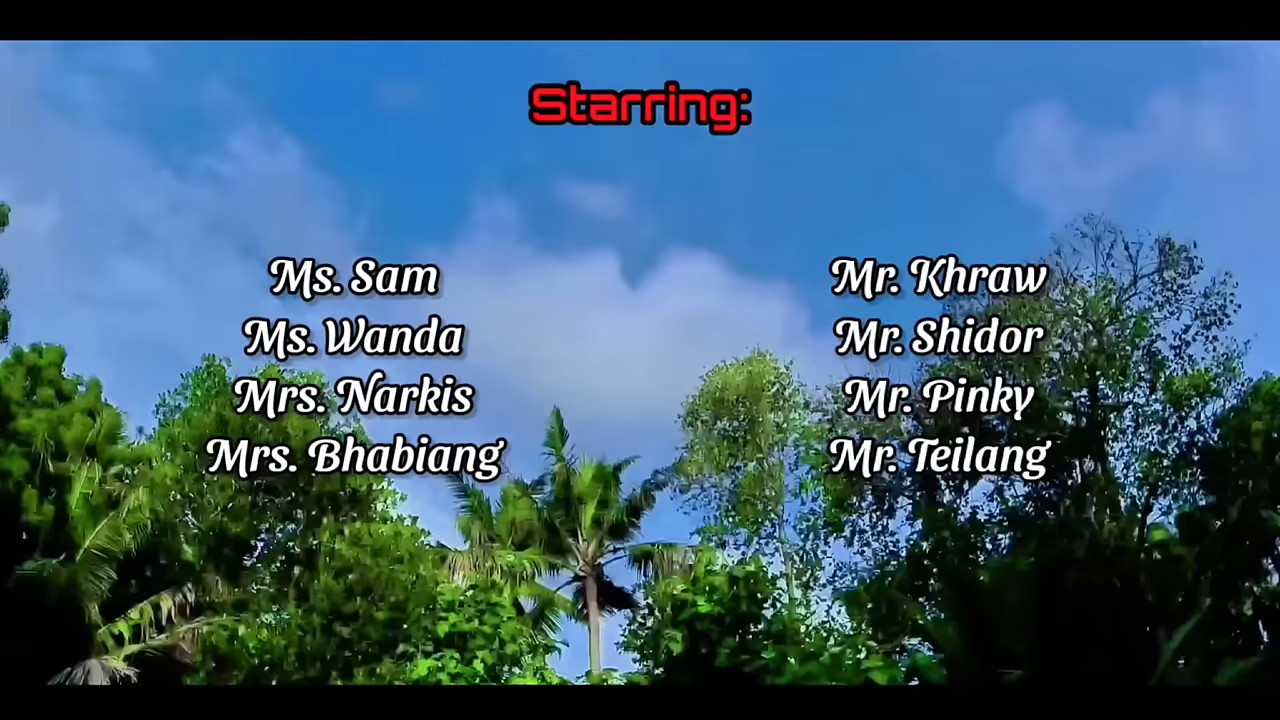 Starring:
Ms. Sam
Ms. Wanda
Mrs. Narkis
Mrs. Bhabiang
Mr. Khraw
Mr. Shidor
Mr. Pinky
Mr. Teilang